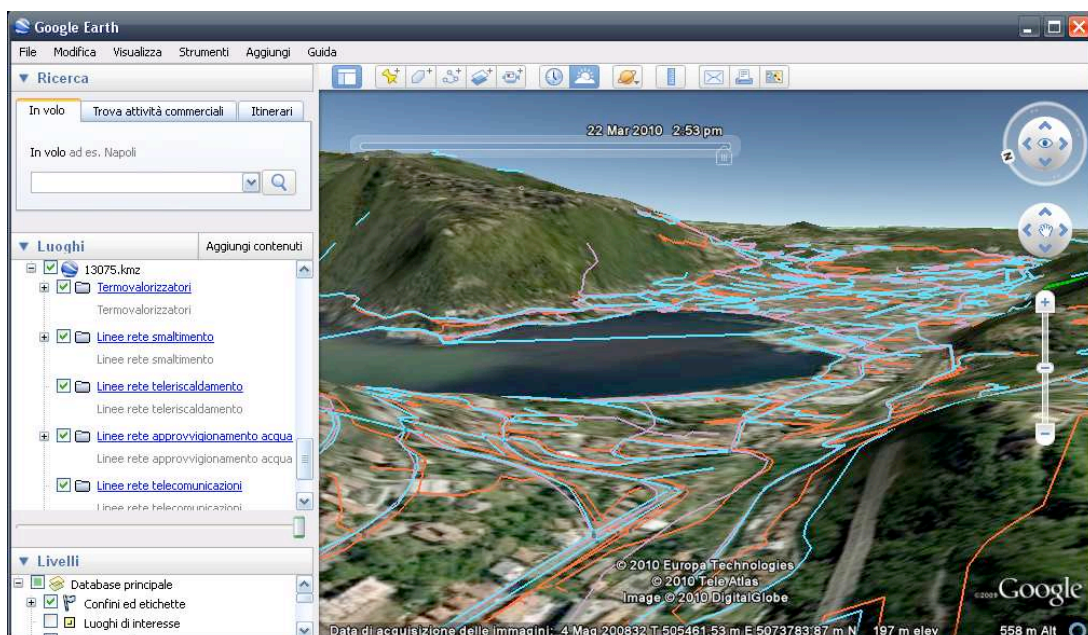 Google Earth
File Modifica Visualizza Strumenti Aggiungi Guida
Ricerca
In volo Trova attività commerciali Itinerari
In volo ad es. Napoli
Luoghi Aggiungi contenuti
13075.kmz
Termovalorizzatori
Termovalorizzatori
Linee rete smaltimento
Linee rete smaltimento
Linee rete teleriscaldamento
Linee rete teleriscaldamento
Linee rete approvvigionamento acqua
Linee rete approvvigionamento acqua
Linee rete telecomunicazioni
Linee rete telecomunicazioni
Livelli
Database principale
Confini ed etichette
Luoghi di interesse
22 Mar 2010 2:53 pm
N
© 2010 Europa Technologies
© 2010 Tele Atlas
Image © 2010 DigitalGlobe
©2009 Google
Data di acquisizione delle immagini: 4 Mag 2008 32 T 505461.53 m E 5073783.87 m N 197 m elev 558 m Alt